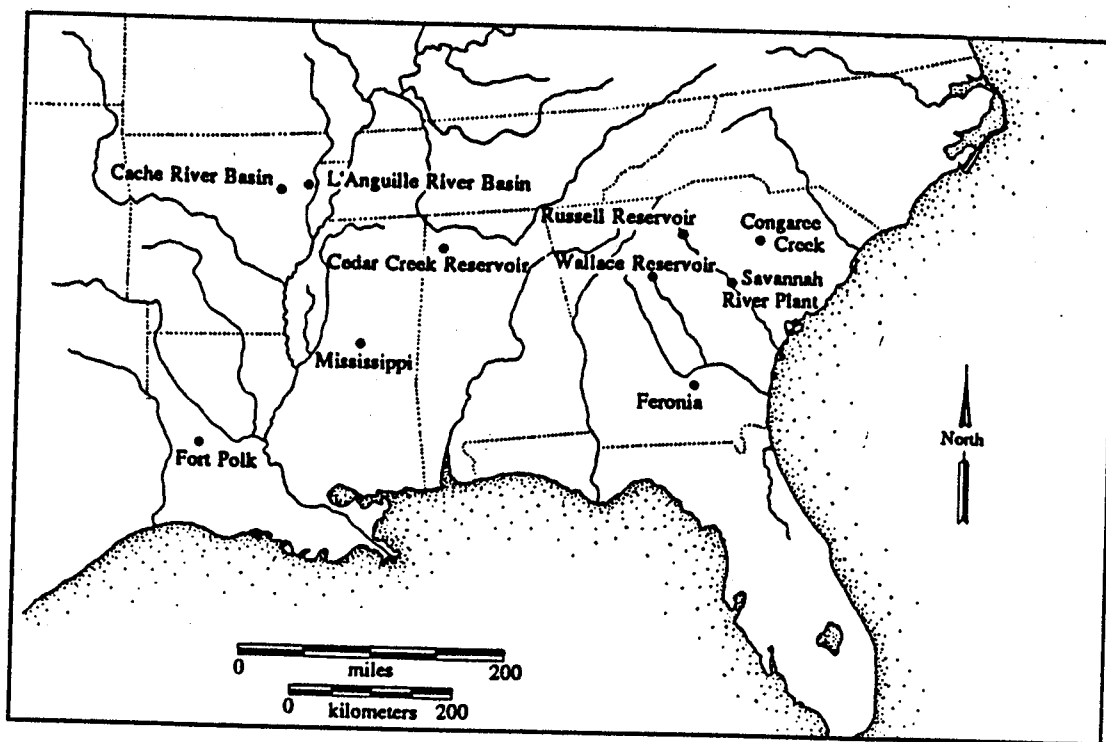 Cache River Basin
L'Anguille River Basin
Russell Reservoir
Congaree
Creek
Cedar Creek Reservoir
Wallace Reservoir
Savannah
River Plant
Mississippi
Feronia
North
Fort Polk
0 miles 200
0 kilometers 200